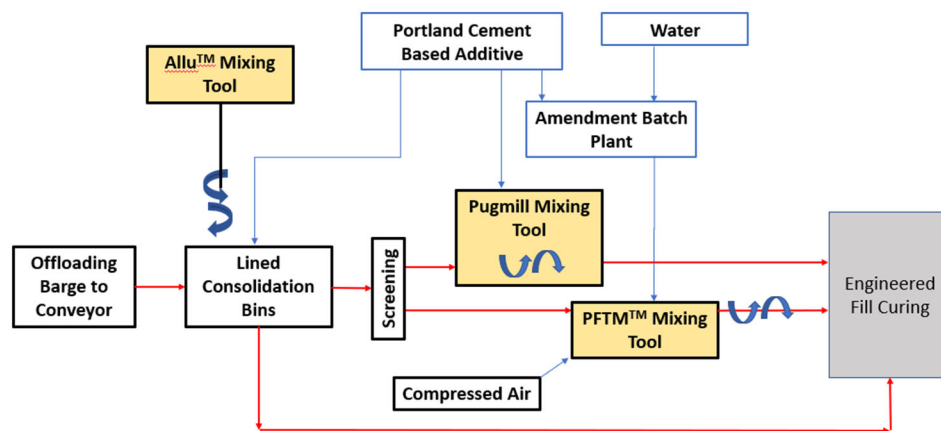 Portland Cement
Based Additive
Water
Allu™ Mixing
Tool
Amendment Batch
Plant
Pugmill Mixing
Tool
Offloading
Barge to
Conveyor
Lined
Consolidation
Bins
Screening
Engineered
Fill Curing
PFTM™ Mixing
Tool
Compressed Air